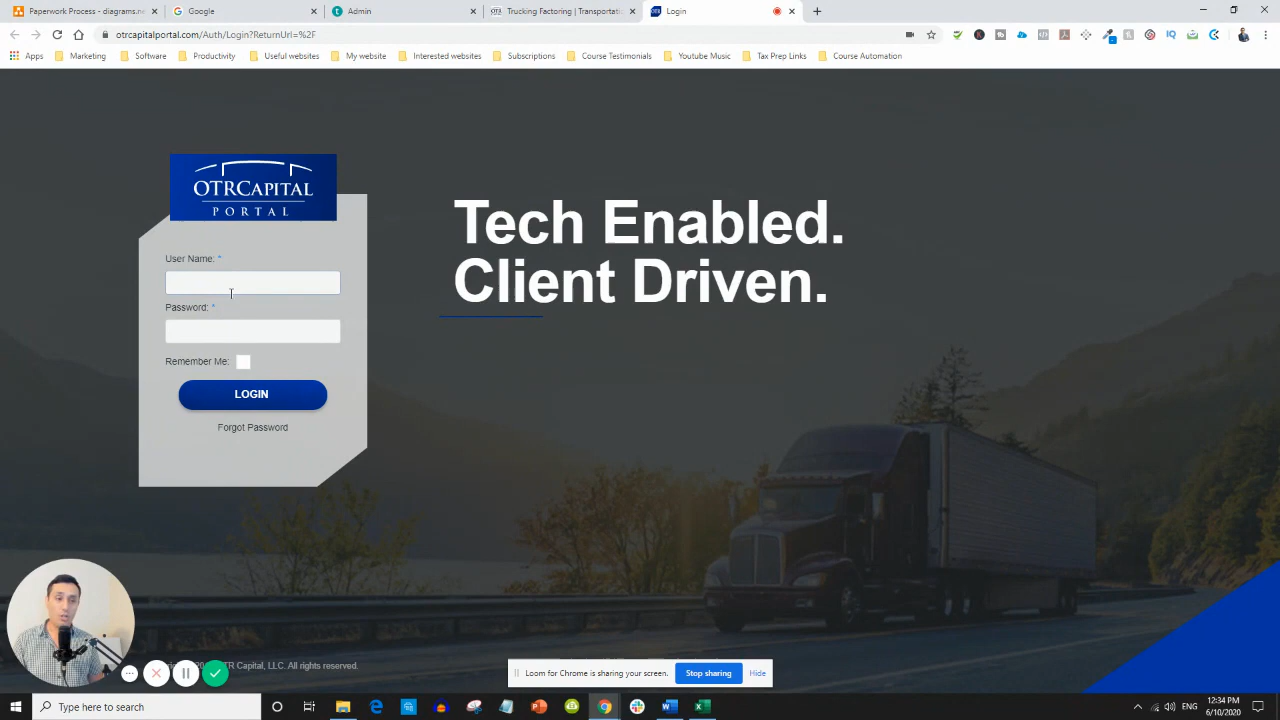 Paperwork Process - diagrams.ne
Google
Admin
Trucking Factoring | Transportati
Login
otrcapitalportal.com/Auth/Login?ReturnUrl=%2F
Apps
Marketing
Software
Productivity
Useful websites
My website
Interested websites
Subscriptions
Course Testimonials
Youtube Music
Tax Prep Links
Course Automation
OTRCAPITAL
PORTAL
User Name: *
Password: *
Remember Me:
LOGIN
Forgot Password
Tech Enabled.
Client Driven.
TR Capital, LLC. All rights reserved.
Loom for Chrome is sharing your screen.
Stop sharing
Hide
Type here to search
ENG
12:34 PM
6/10/2020